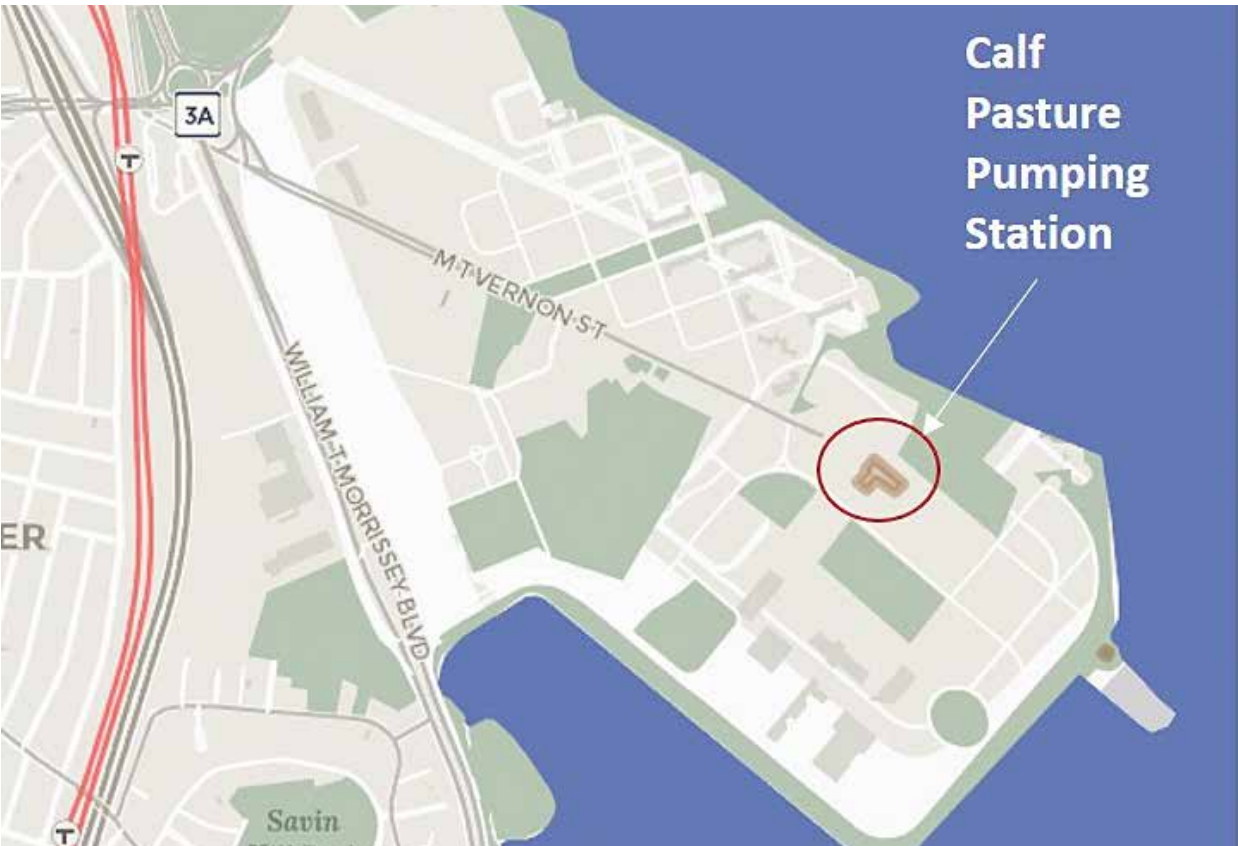 Calf
Pasture
Pumping
Station
3A
T
MT VERNON ST
WILLIAM T MORRISSEY BLVD
ER
Savin
T